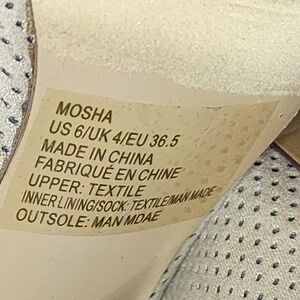 MOSHA
US 6/UK 4/EU 36.5
MADE IN CHINA
FABRIQUÉ EN CHINE
UPPER: TEXTILE
INNER LINING/SOCK: TEXTILE/MAN MADE
OUTSOLE: MAN MDAE